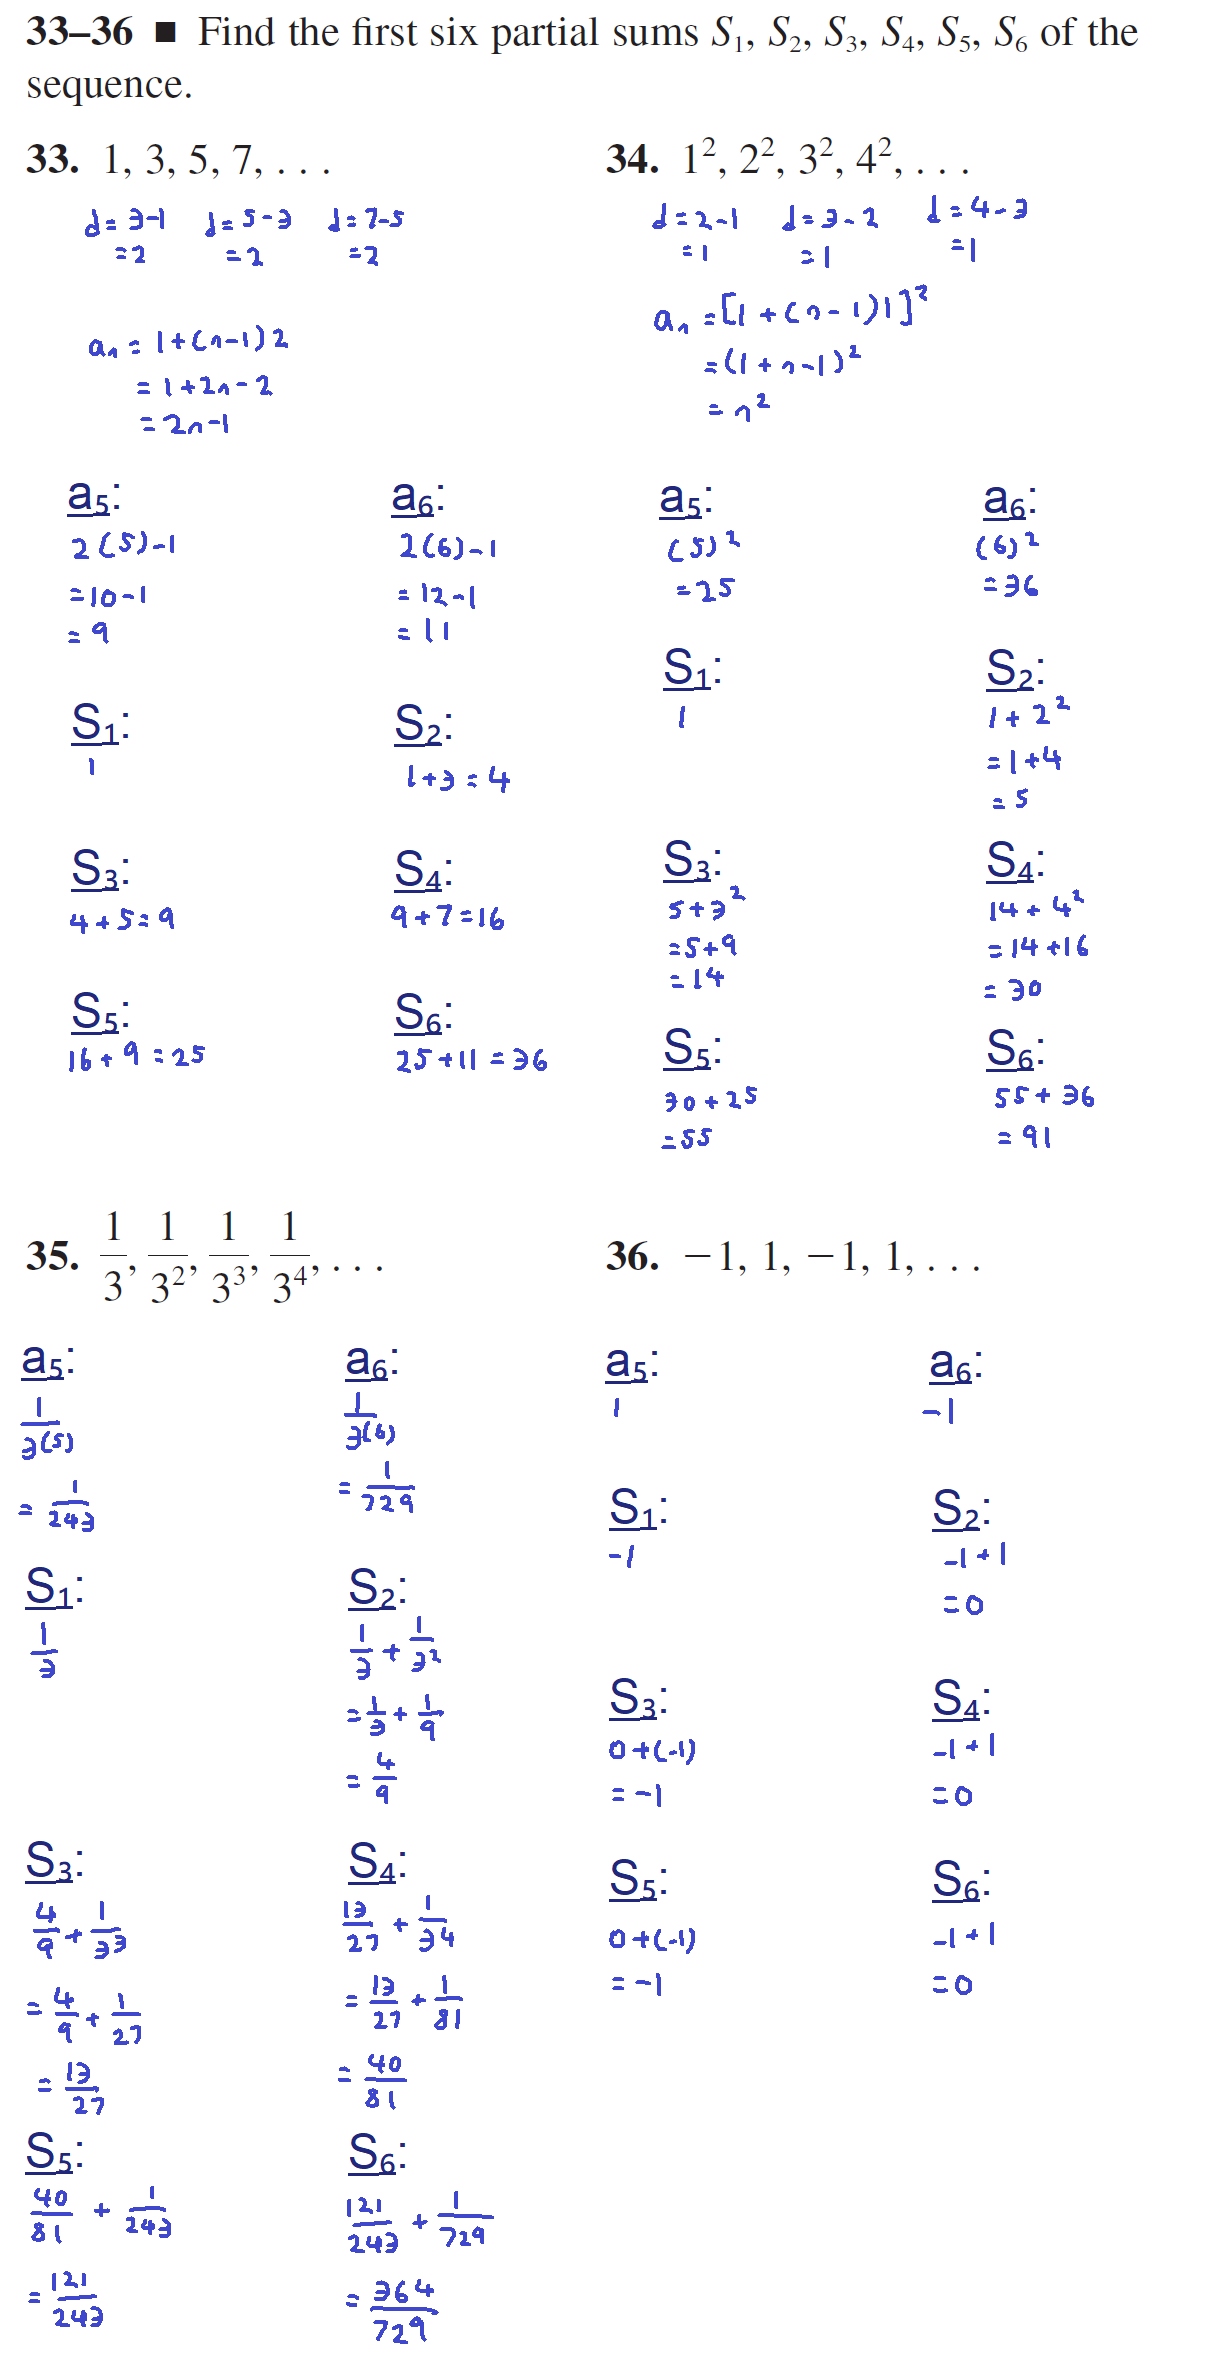 33–36 ■ Find the first six partial sums S₁, S₂, S₃, S₄, S₅, S₆ of the
sequence.
33. 1, 3, 5, 7, . . .
d = 3-1 d = 5-3 d = 7-5
= 2 = 2 = 2
aₙ = 1+(n-1)2
= 1+2n-2
= 2n-1
a₅: a₆:
2(5)-1 2(6)-1
=10-1 = 12-1
= 9 = 11
S₁: S₂:
1 1+3 = 4
S₃: S₄:
4+5=9 9+7=16
S₅: S₆:
16+9 = 25 25+11 = 36
34. 1², 2², 3², 4², . . .
d = 2-1 d = 3-2 d = 4-3
= 1 = 1 = 1
aₙ = [1+(n-1)1]²
= (1+n-1)²
= n²
a₅: a₆:
(5)² (6)²
= 25 = 36
S₁: S₂:
1 1+2²
= 1+4
= 5
S₃: S₄:
5+3² 14+4²
= 5+9 = 14+16
= 14 = 30
S₅: S₆:
30+25 55+36
= 55 = 91
35. 1/3, 1/3², 1/3³, 1/3⁴, . . .
a₅: a₆:
1/3⁽⁵⁾ 1/3⁽⁶⁾
= 1/243 = 1/729
S₁: S₂:
1/3 1/3 + 1/3²
= 1/3 + 1/9
= 4/9
S₃: S₄:
4/9 + 1/3³ 13/27 + 1/3⁴
= 4/9 + 1/27 = 13/27 + 1/81
= 13/27 = 40/81
S₅: S₆:
40/81 + 1/243 121/243 + 1/729
= 121/243 = 364/729
36. −1, 1, −1, 1, . . .
a₅: a₆:
1 -1
S₁: S₂:
-1 -1+1
= 0
S₃: S₄:
0+(-1) -1+1
= -1 = 0
S₅: S₆:
0+(-1) -1+1
= -1 = 0